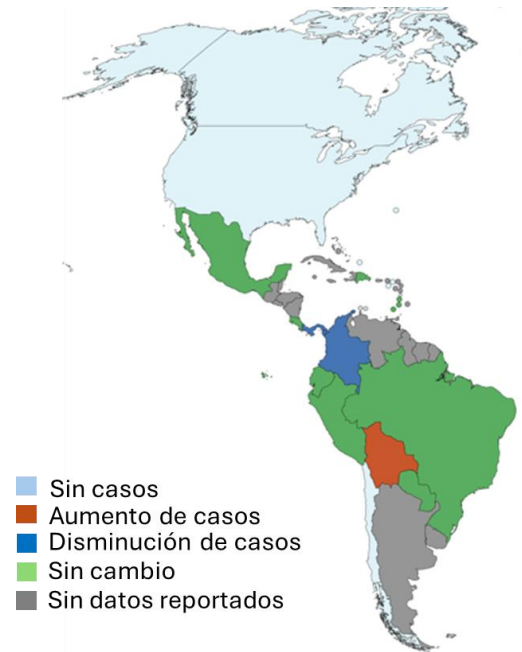 Sin casos
Aumento de casos
Disminución de casos
Sin cambio
Sin datos reportados